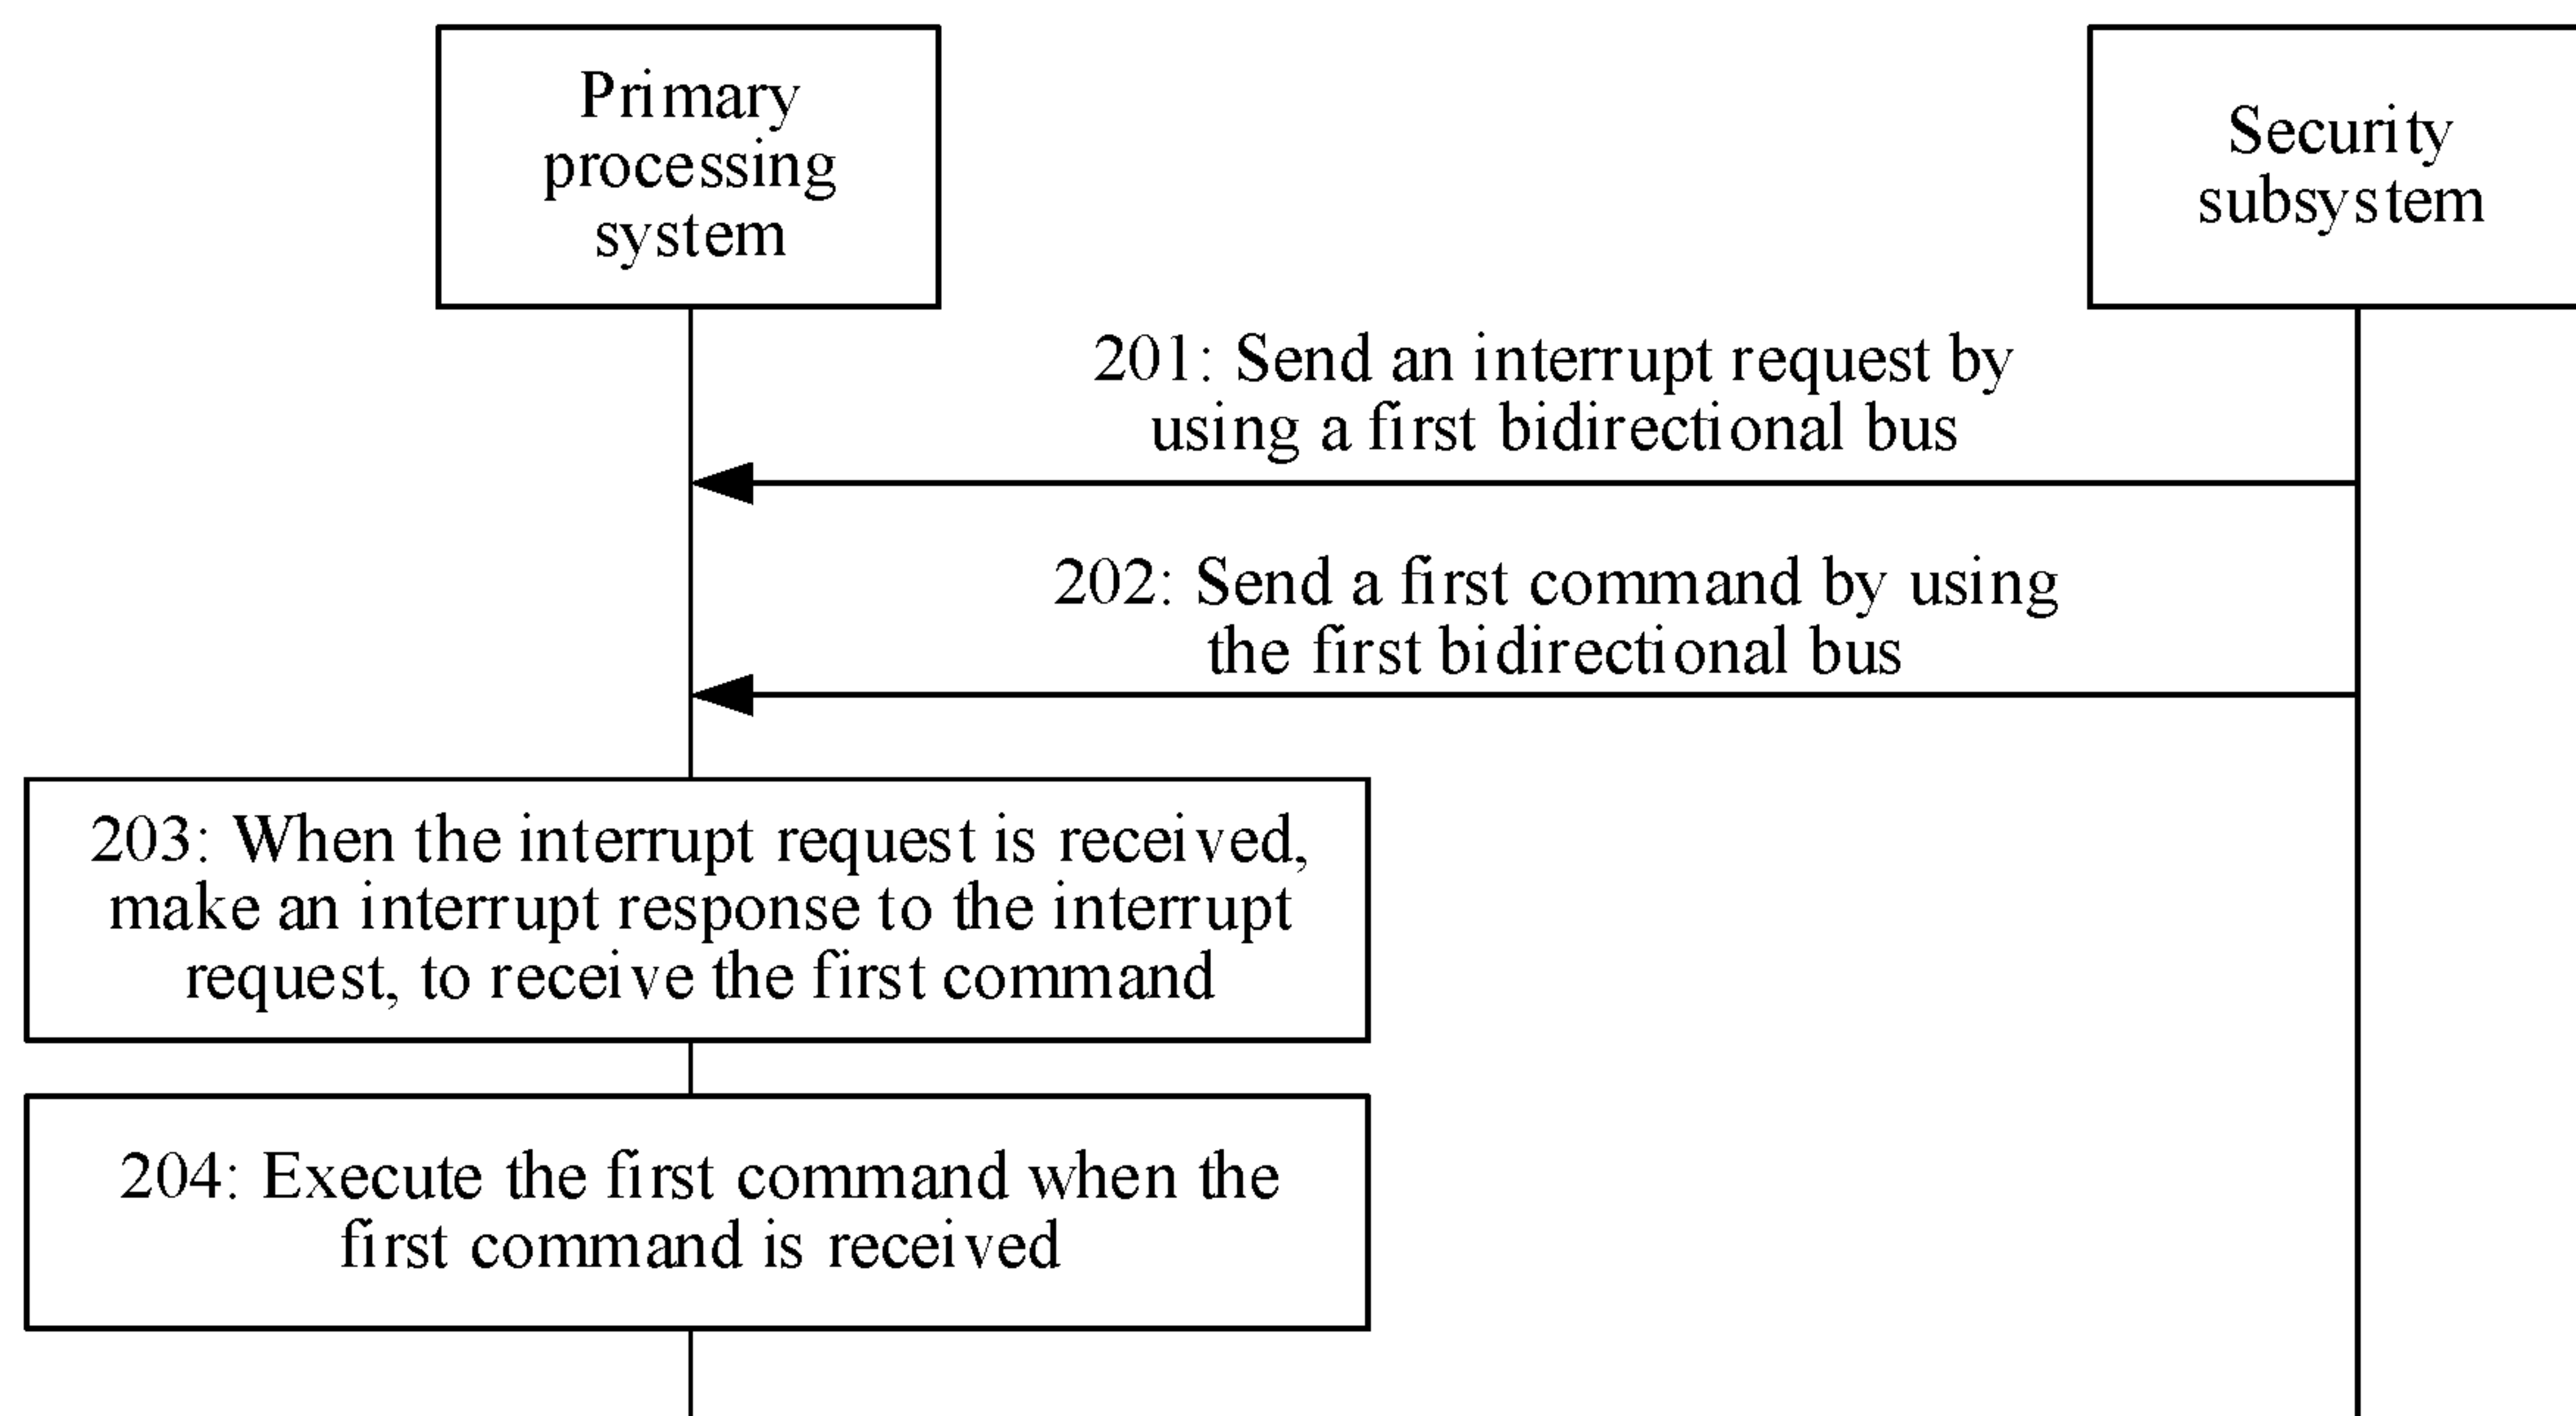 Primary
processing
system
Security
subsystem
201: Send an interrupt request by
using a first bidirectional bus
202: Send a first command by using
the first bidirectional bus
203: When the interrupt request is received,
make an interrupt response to the interrupt
request, to receive the first command
204: Execute the first command when the
first command is received